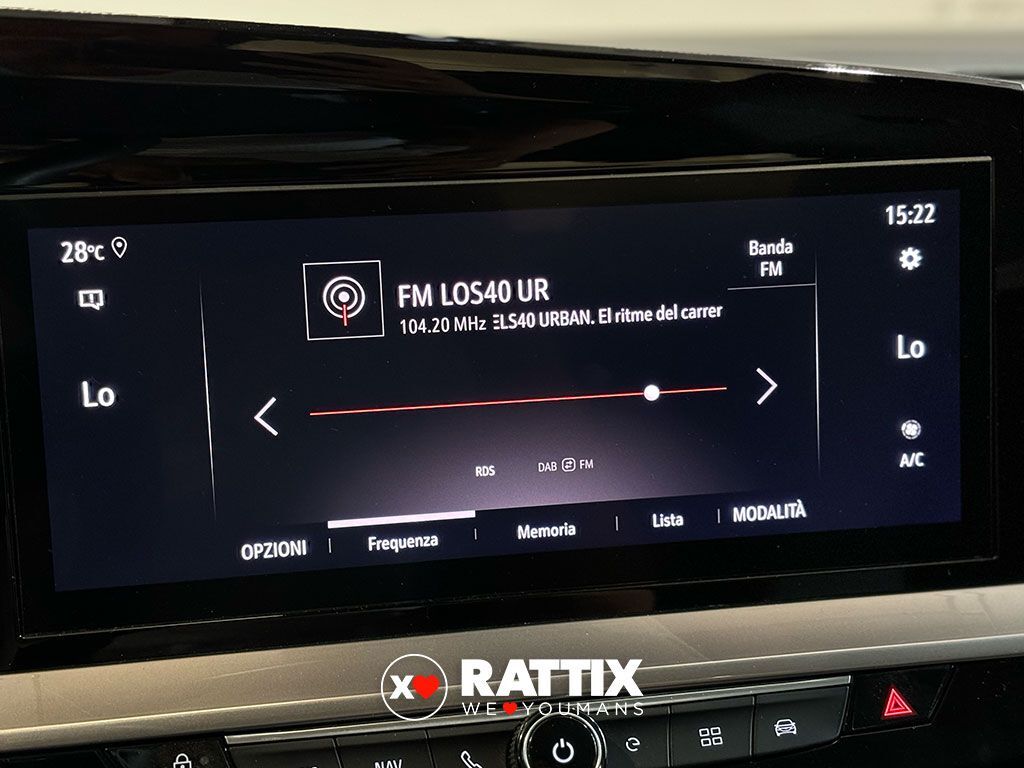 28°C
15:22
Banda
FM
FM LOS40 UR
104.20 MHz ELS40 URBAN. El ritme del carrer
Lo
Lo
A/C
RDS
DAB FM
OPZIONI
Frequenza
Memoria
Lista
MODALITÀ
X RATTIX
WE YOUMANS
NAV